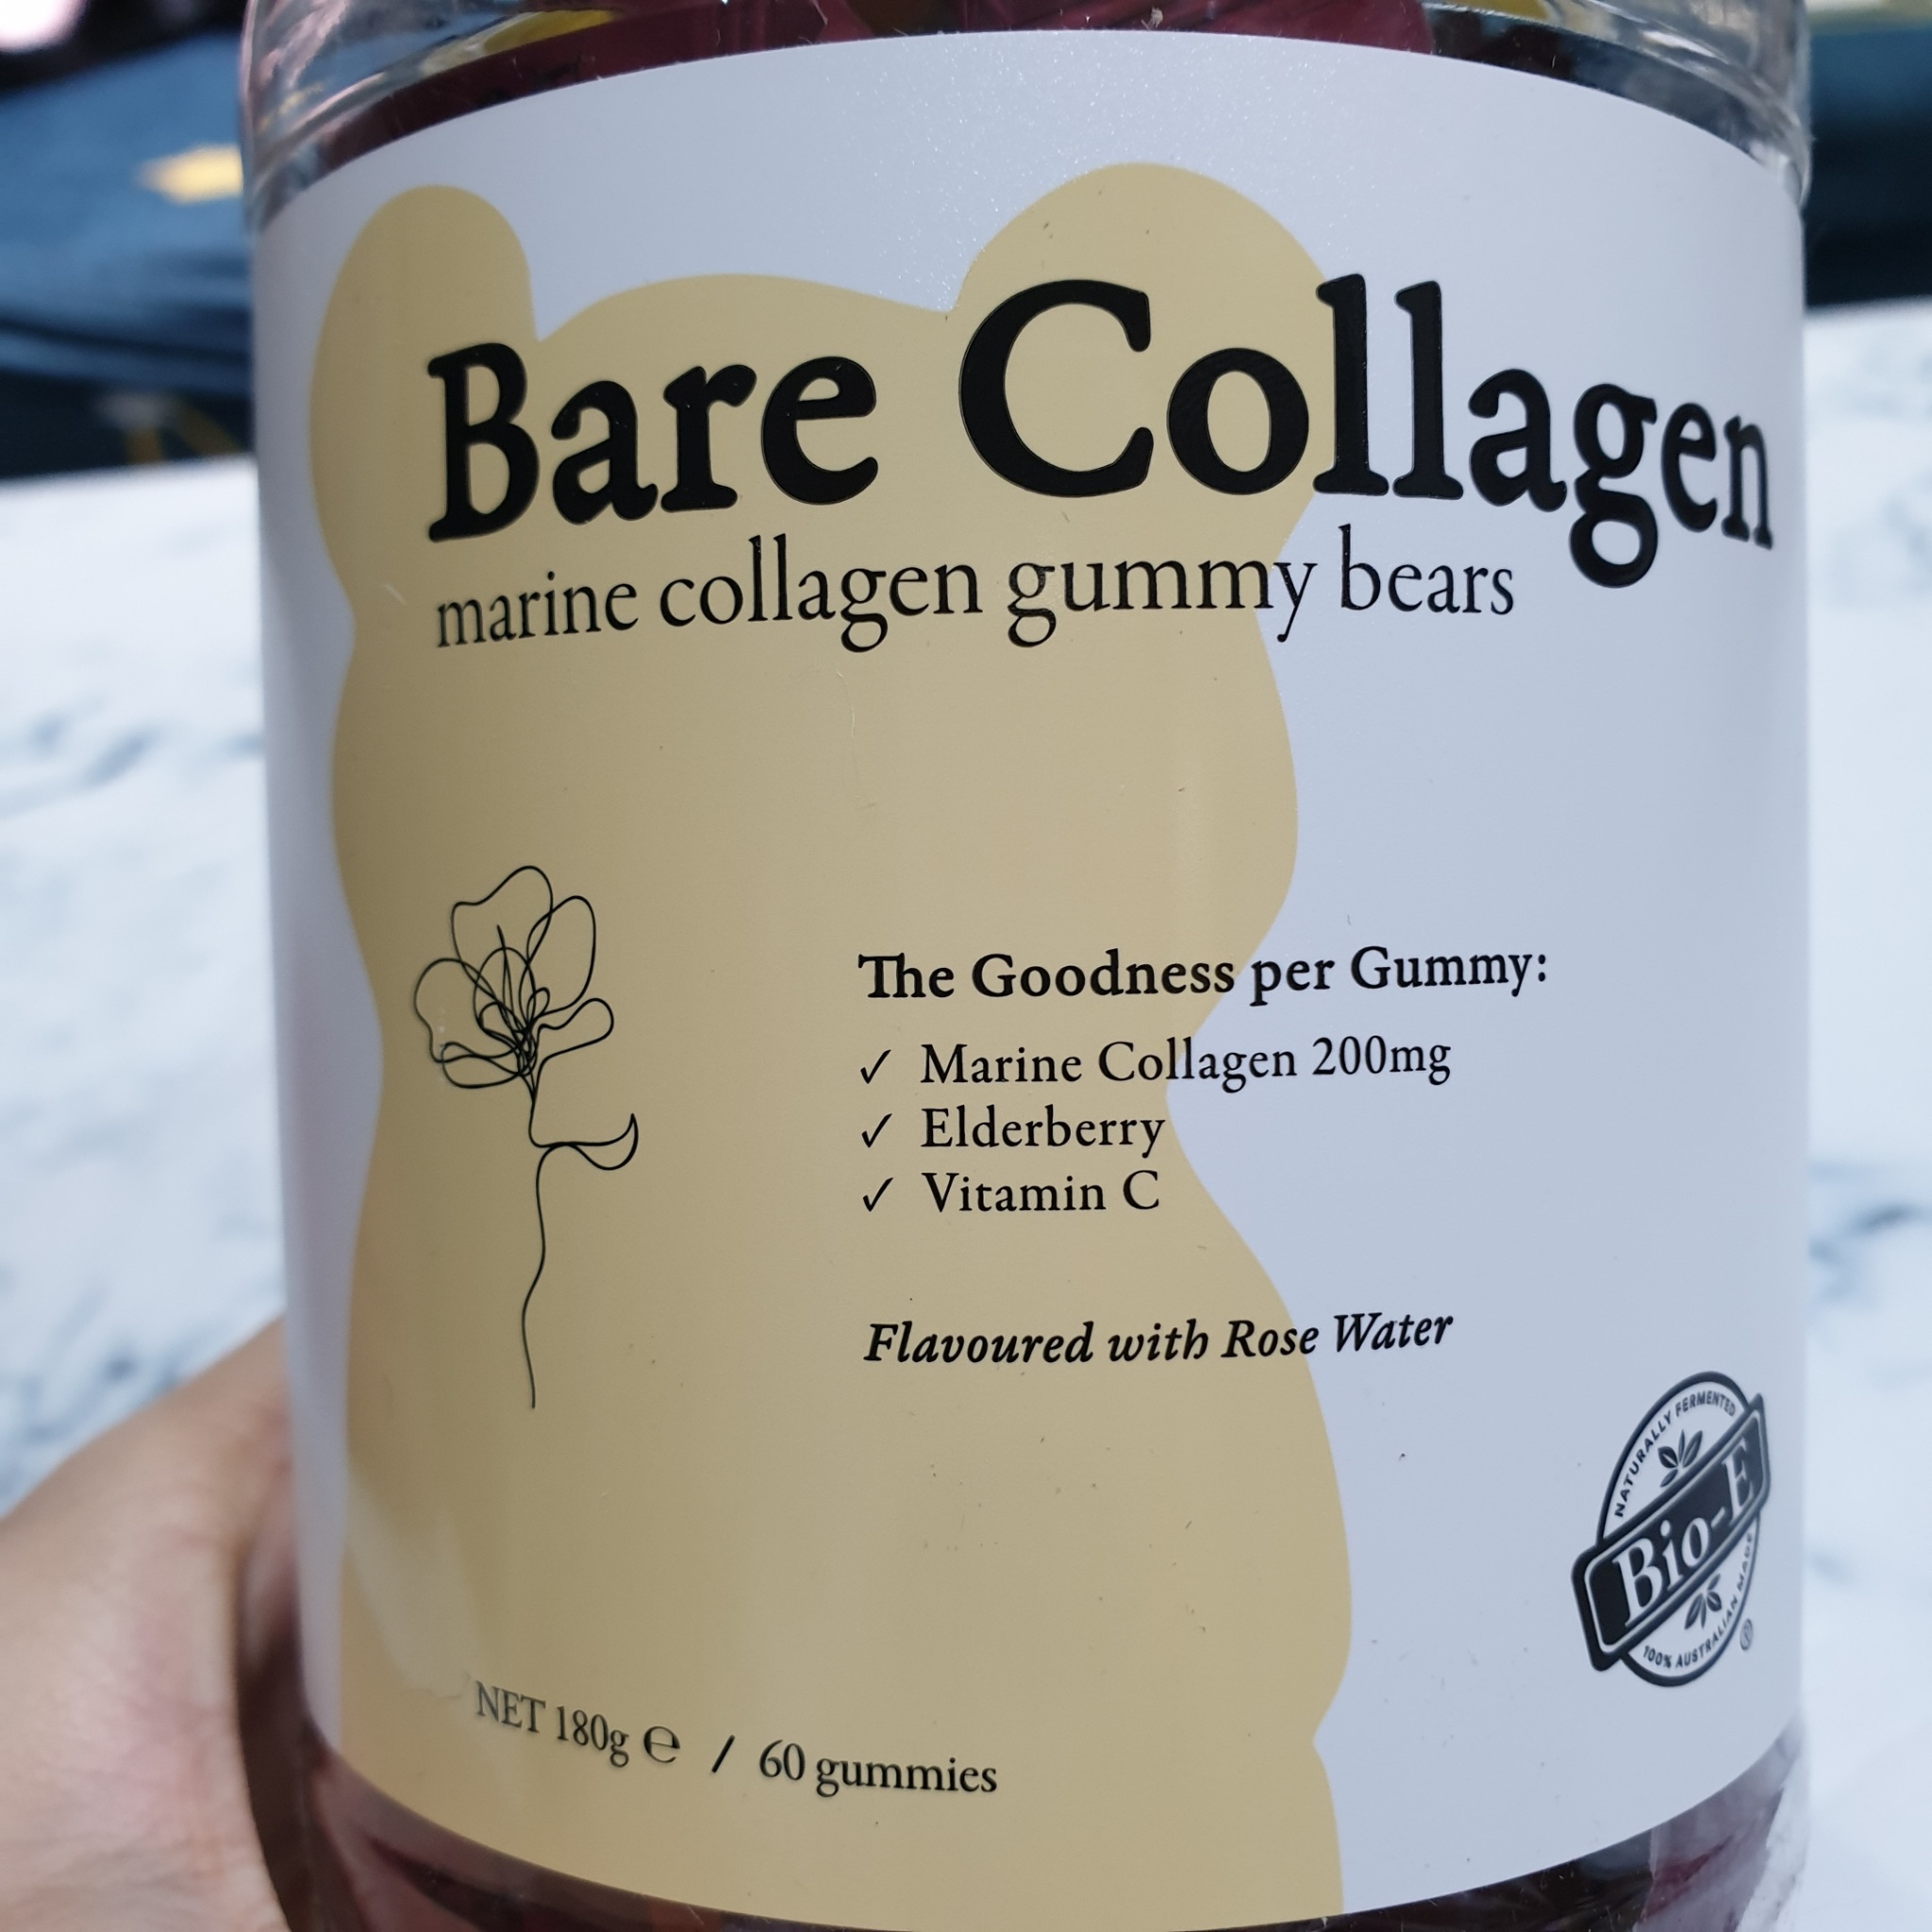 Bare Collagen
marine collagen gummy bears
The Goodness per Gummy:
✓ Marine Collagen 200mg
✓ Elderberry
✓ Vitamin C
Flavoured with Rose Water
NATURALLY FERMENTED
Bio-E
100% AUSTRALIAN MADE
®
NET 180g ℮ / 60 gummies